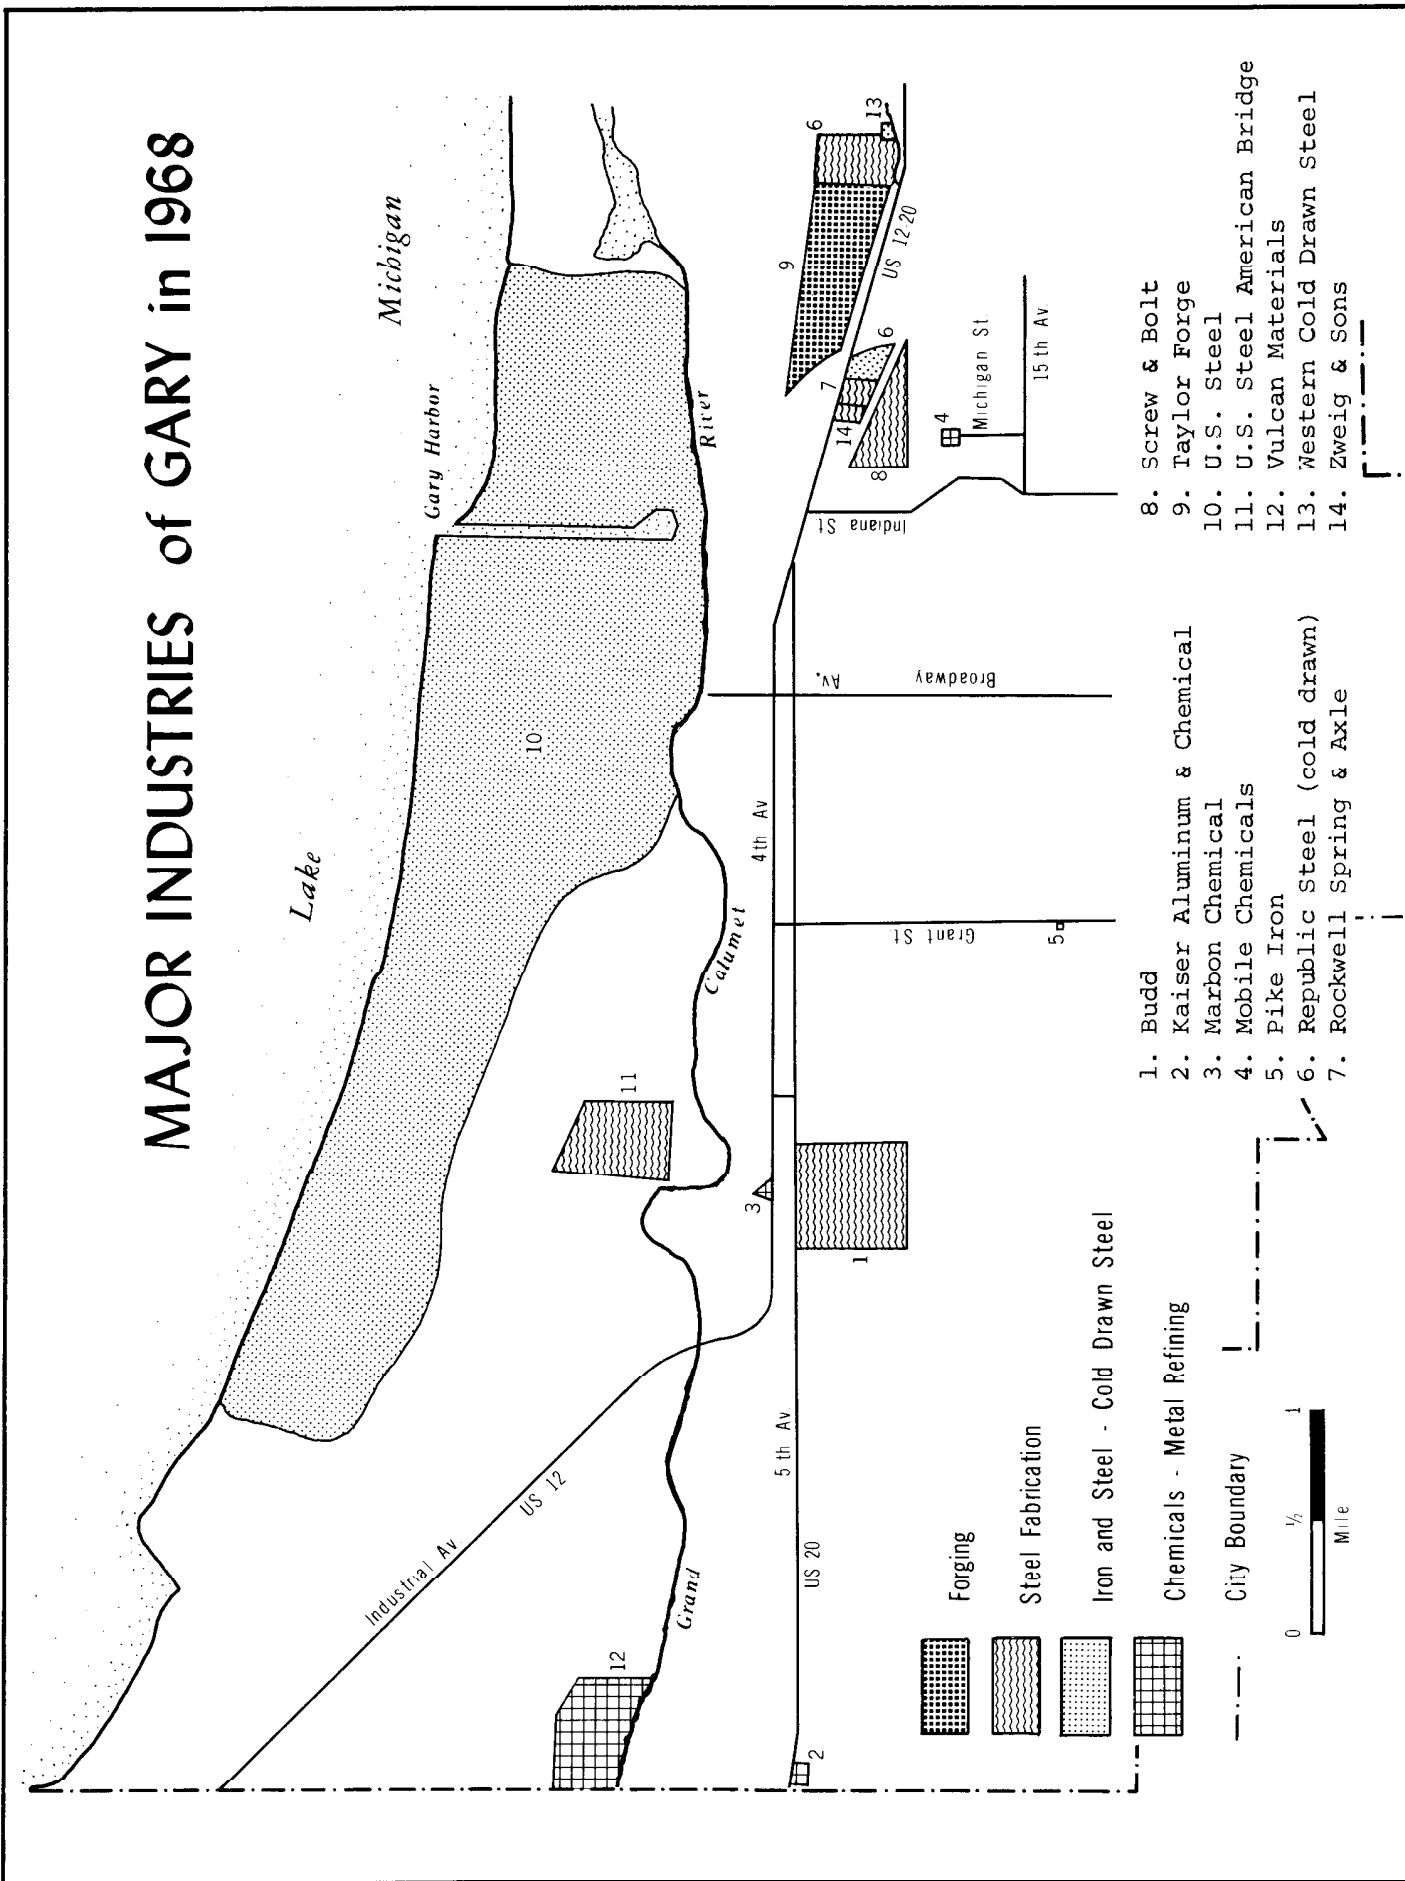 MAJOR INDUSTRIES of GARY in 1968
Lake
Michigan
Gary Harbor
10
11
12
Industrial Av
US 12
Grand
Calumet
River
9
6
13
US 12-20
7
6
14
8
4
Michigan St.
15th Av.
Indiana St
Broadway
Av.
4th Av
Grant St
5
3
1
5th Av
US 20
2
Forging
Steel Fabrication
Iron and Steel - Cold Drawn Steel
Chemicals - Metal Refining
City Boundary
0 ½ 1
Mile
1. Budd
2. Kaiser Aluminum & Chemical
3. Marbon Chemical
4. Mobile Chemicals
5. Pike Iron
6. Republic Steel (cold drawn)
7. Rockwell Spring & Axle
8. Screw & Bolt
9. Taylor Forge
10. U.S. Steel
11. U.S. Steel American Bridge
12. Vulcan Materials
13. Western Cold Drawn Steel
14. Zweig & Sons